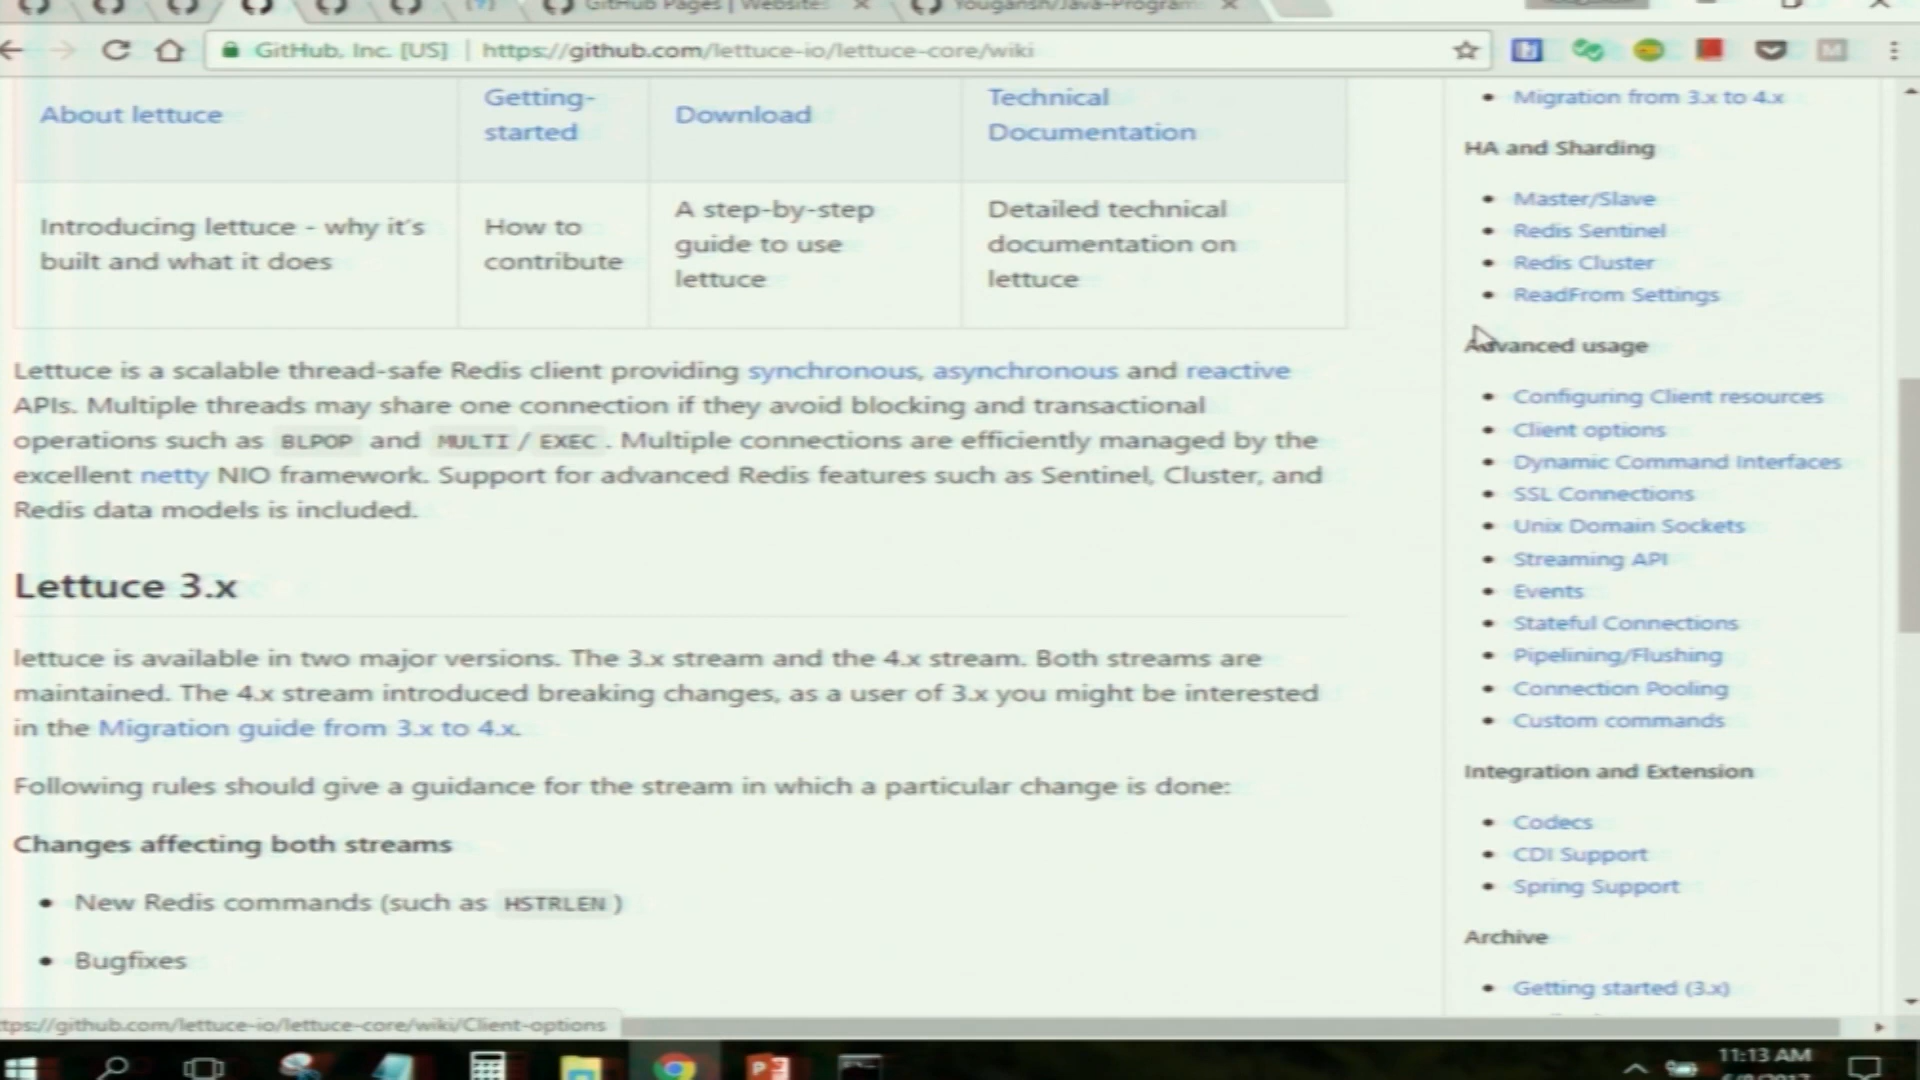 GitHub Pages | Websites
Yougansh/Java-Program
GitHub, Inc. [US] | https://github.com/lettuce-io/lettuce-core/wiki
About lettuce
Getting-
started
Download
Technical
Documentation
Introducing lettuce - why it's
built and what it does
How to
contribute
A step-by-step
guide to use
lettuce
Detailed technical
documentation on
lettuce
Lettuce is a scalable thread-safe Redis client providing synchronous, asynchronous and reactive
APIs. Multiple threads may share one connection if they avoid blocking and transactional
operations such as BLPOP and MULTI / EXEC . Multiple connections are efficiently managed by the
excellent netty NIO framework. Support for advanced Redis features such as Sentinel, Cluster, and
Redis data models is included.
Lettuce 3.x
lettuce is available in two major versions. The 3.x stream and the 4.x stream. Both streams are
maintained. The 4.x stream introduced breaking changes, as a user of 3.x you might be interested
in the Migration guide from 3.x to 4.x.
Following rules should give a guidance for the stream in which a particular change is done:
Changes affecting both streams
New Redis commands (such as HSTRLEN )
Bugfixes
Migration from 3.x to 4.x
HA and Sharding
Master/Slave
Redis Sentinel
Redis Cluster
ReadFrom Settings
Advanced usage
Configuring Client resources
Client options
Dynamic Command Interfaces
SSL Connections
Unix Domain Sockets
Streaming API
Events
Stateful Connections
Pipelining/Flushing
Connection Pooling
Custom commands
Integration and Extension
Codecs
CDI Support
Spring Support
Archive
Getting started (3.x)
tps://github.com/lettuce-io/lettuce-core/wiki/Client-options
11:13 AM